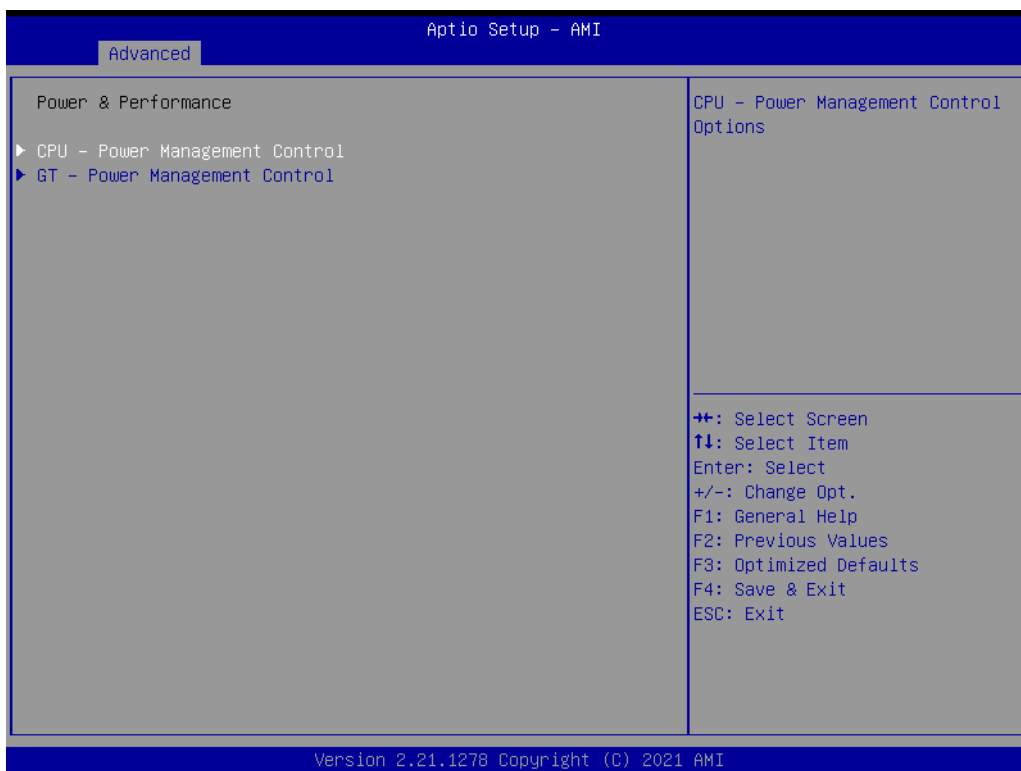 Aptio Setup – AMI
Advanced
Power & Performance
▶ CPU – Power Management Control
▶ GT – Power Management Control
CPU – Power Management Control
Options
→←: Select Screen
↑↓: Select Item
Enter: Select
+/-: Change Opt.
F1: General Help
F2: Previous Values
F3: Optimized Defaults
F4: Save & Exit
ESC: Exit
Version 2.21.1278 Copyright (C) 2021 AMI